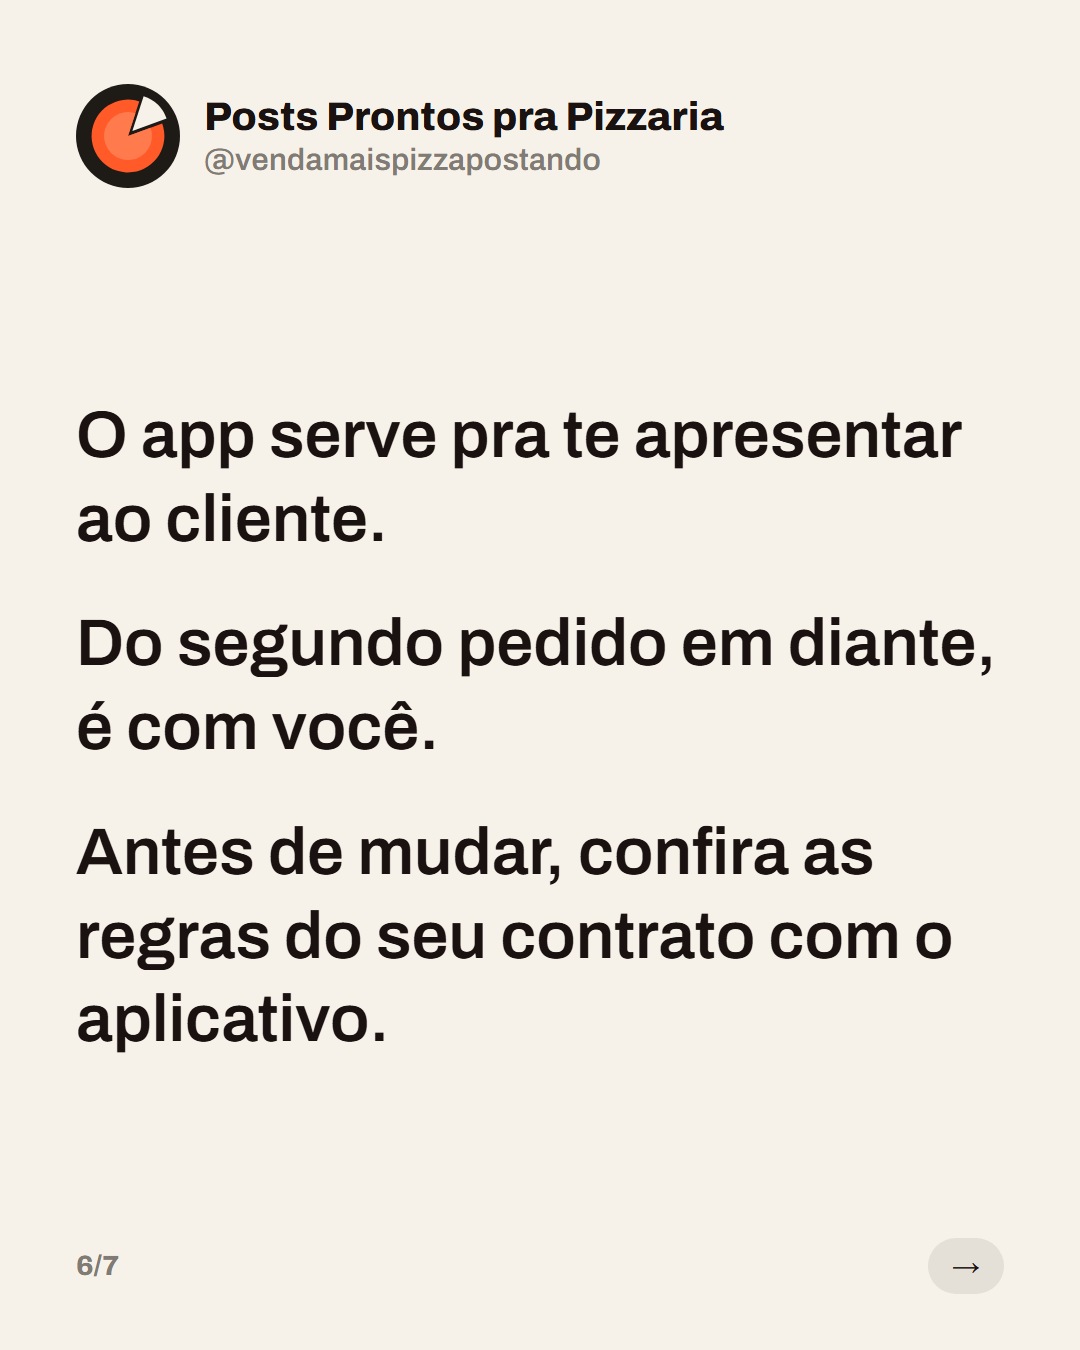 Posts Prontos pra Pizzaria
@vendamaispizzapostando
O app serve pra te apresentar
ao cliente.
Do segundo pedido em diante,
é com você.
Antes de mudar, confira as
regras do seu contrato com o
aplicativo.
6/7
→